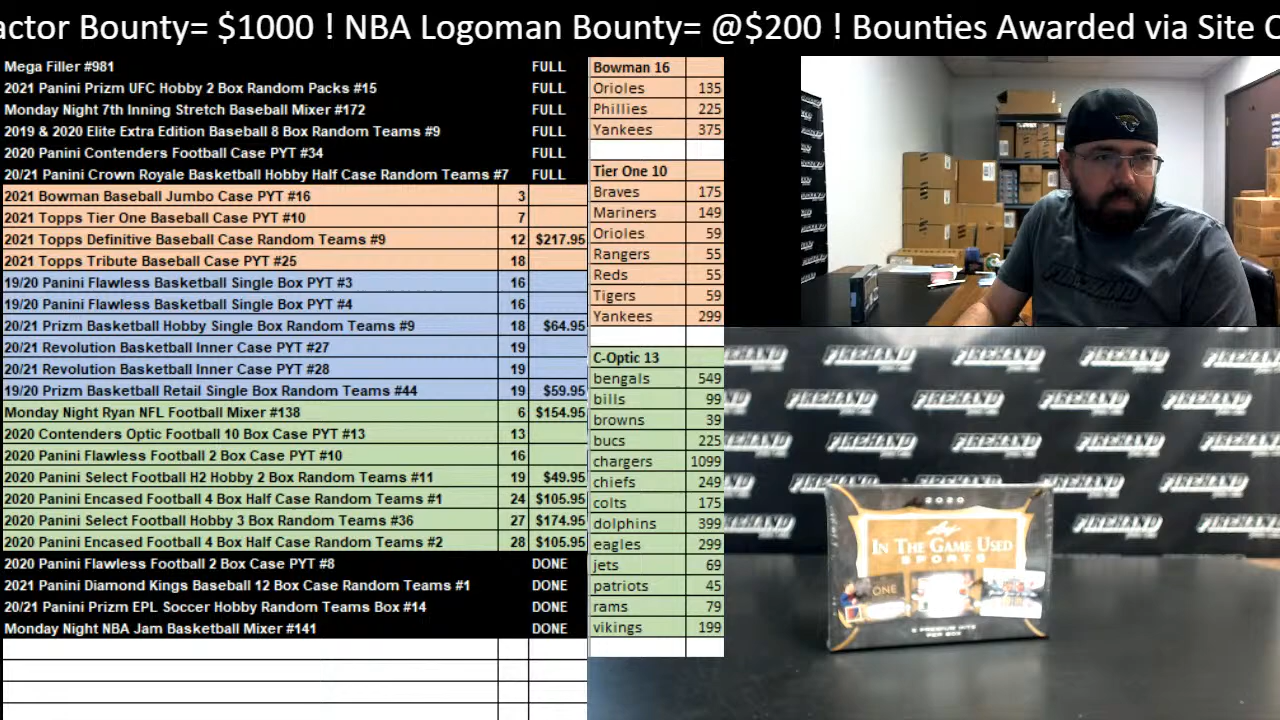 actor Bounty= $1000 ! NBA Logoman Bounty= @$200 ! Bounties Awarded via Site C
Mega Filler #981 FULL
2021 Panini Prizm UFC Hobby 2 Box Random Packs #15 FULL
Monday Night 7th Inning Stretch Baseball Mixer #172 FULL
2019 & 2020 Elite Extra Edition Baseball 8 Box Random Teams #9 FULL
2020 Panini Contenders Football Case PYT #34 FULL
20/21 Panini Crown Royale Basketball Hobby Half Case Random Teams #7 FULL
2021 Bowman Baseball Jumbo Case PYT #16 3
2021 Topps Tier One Baseball Case PYT #10 7
2021 Topps Definitive Baseball Case Random Teams #9 12 $217.95
2021 Topps Tribute Baseball Case PYT #25 18
19/20 Panini Flawless Basketball Single Box PYT #3 16
19/20 Panini Flawless Basketball Single Box PYT #4 16
20/21 Prizm Basketball Hobby Single Box Random Teams #9 18 $64.95
20/21 Revolution Basketball Inner Case PYT #27 19
20/21 Revolution Basketball Inner Case PYT #28 19
19/20 Prizm Basketball Retail Single Box Random Teams #44 19 $59.95
Monday Night Ryan NFL Football Mixer #138 6 $154.95
2020 Contenders Optic Football 10 Box Case PYT #13 13
2020 Panini Flawless Football 2 Box Case PYT #10 16
2020 Panini Select Football H2 Hobby 2 Box Random Teams #11 19 $49.95
2020 Panini Encased Football 4 Box Half Case Random Teams #1 24 $105.95
2020 Panini Select Football Hobby 3 Box Random Teams #36 27 $174.95
2020 Panini Encased Football 4 Box Half Case Random Teams #2 28 $105.95
2020 Panini Flawless Football 2 Box Case PYT #8 DONE
2021 Panini Diamond Kings Baseball 12 Box Case Random Teams #1 DONE
20/21 Panini Prizm EPL Soccer Hobby Random Teams Box #14 DONE
Monday Night NBA Jam Basketball Mixer #141 DONE
Bowman 16
Orioles 135
Phillies 225
Yankees 375
Tier One 10
Braves 175
Mariners 149
Orioles 59
Rangers 55
Reds 55
Tigers 59
Yankees 299
C-Optic 13
bengals 549
bills 99
browns 39
bucs 225
chargers 1099
chiefs 249
colts 175
dolphins 399
eagles 299
jets 69
patriots 45
rams 79
vikings 199
FIREHAND
2020
Leaf
IN THE GAME USED
SPORTS
5 PREMIUM HITS
PER BOX